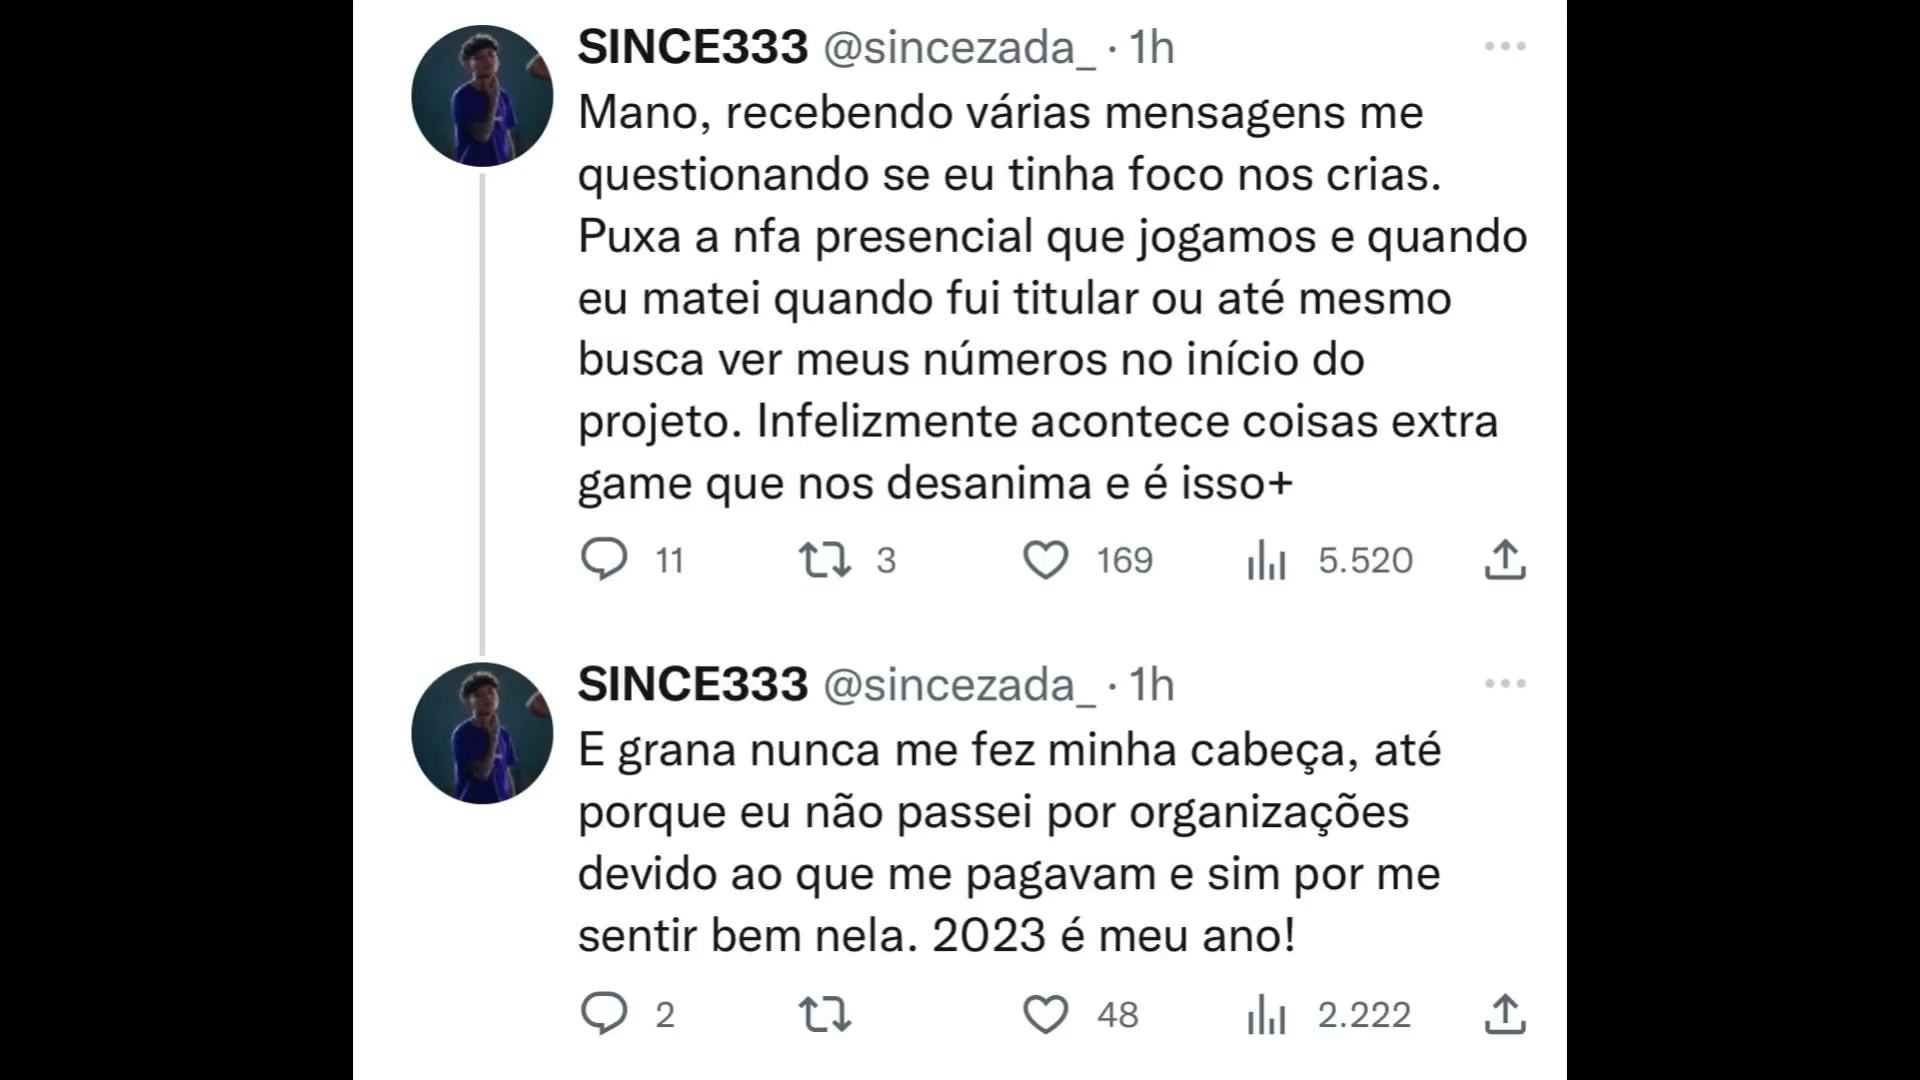 SINCE333 @sincezada_ · 1h
Mano, recebendo várias mensagens me
questionando se eu tinha foco nos crias.
Puxa a nfa presencial que jogamos e quando
eu matei quando fui titular ou até mesmo
busca ver meus números no início do
projeto. Infelizmente acontece coisas extra
game que nos desanima e é isso+
11 3 169 5.520
SINCE333 @sincezada_ · 1h
E grana nunca me fez minha cabeça, até
porque eu não passei por organizações
devido ao que me pagavam e sim por me
sentir bem nela. 2023 é meu ano!
2 48 2.222